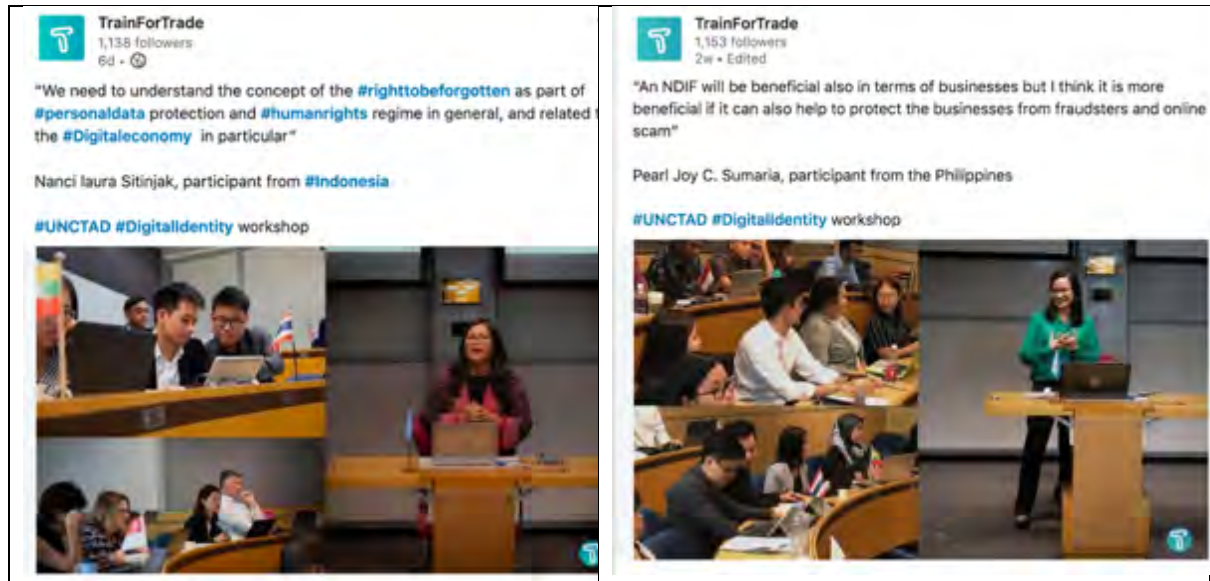 TrainForTrade
1,138 followers
6d •
"We need to understand the concept of the #righttobeforgotten as part of
#personaldata protection and #humanrights regime in general, and related
the #Digitaleconomy in particular"
Nanci laura Sitinjak, participant from #Indonesia
#UNCTAD #DigitalIdentity workshop
TrainForTrade
1,153 followers
2w • Edited
"An NDIF will be beneficial also in terms of businesses but I think it is more
beneficial if it can also help to protect the businesses from fraudsters and online
scam"
Pearl Joy C. Sumaria, participant from the Philippines
#UNCTAD #DigitalIdentity workshop